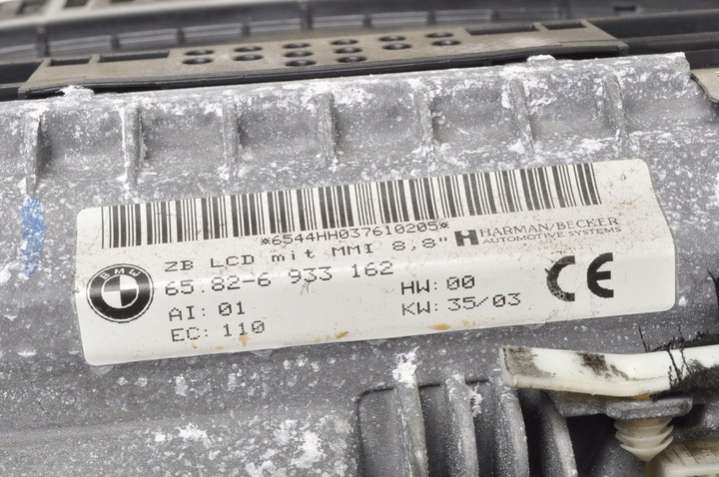 *6544HH037610205*
ZB LCD mit MMI 8,8"
HARMAN/BECKER
AUTOMOTIVE SYSTEMS
BMW
65.82-6 933 162
AI: 01
EC: 110
HW: 00
KW: 35/03
CE